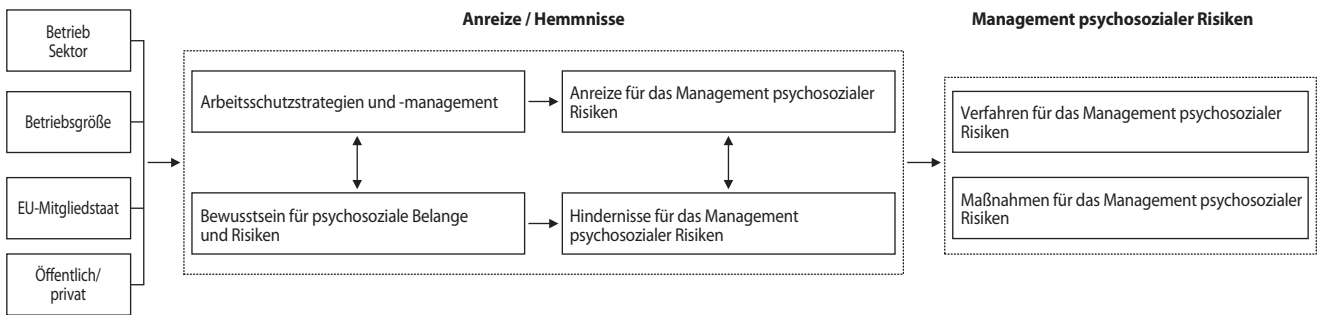 Anreize / Hemmnisse
Management psychosozialer Risiken
Betrieb
Sektor
Betriebsgröße
EU-Mitgliedstaat
Öffentlich/
privat
Arbeitsschutzstrategien und -management
Anreize für das Management psychosozialer
Risiken
Bewusstsein für psychosoziale Belange
und Risiken
Hindernisse für das Management
psychosozialer Risiken
Verfahren für das Management psychosozialer
Risiken
Maßnahmen für das Management psychosozialer
Risiken